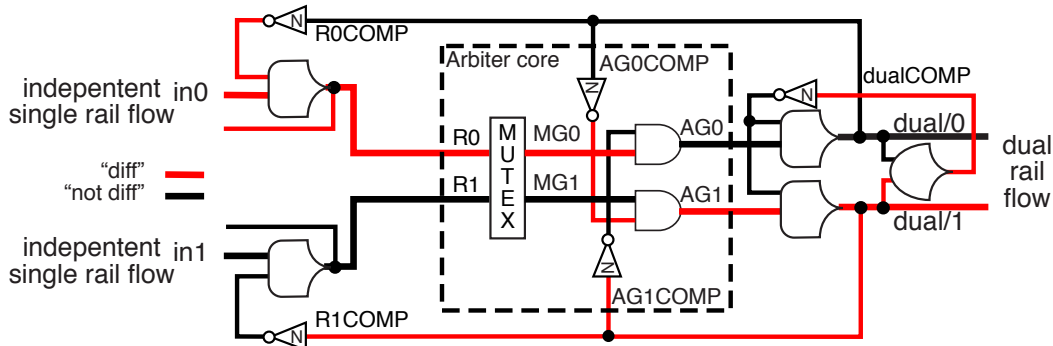 R0COMP
Arbiter core
AG0COMP
dualCOMP
indepentent
single rail flow
in0
N
N
N
R0
MUTEX
MG0
AG0
dual/0
"diff"
"not diff"
R1
MG1
AG1
dual/1
dual
rail
flow
indepentent
single rail flow
in1
N
AG1COMP
R1COMP
N